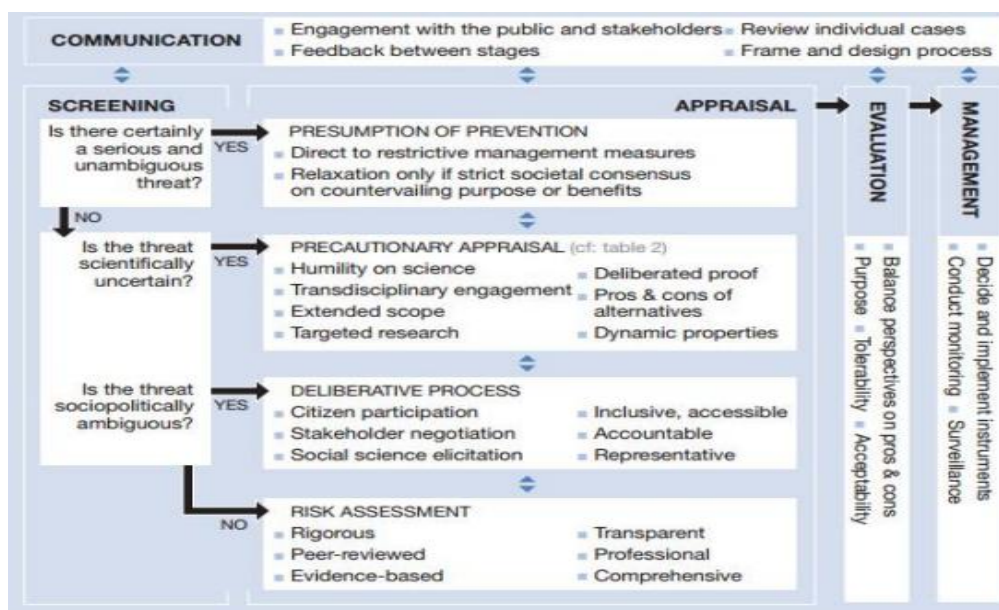 COMMUNICATION
Engagement with the public and stakeholders
Review individual cases
Feedback between stages
Frame and design process
SCREENING
APPRAISAL
EVALUATION
MANAGEMENT
Is there certainly
a serious and
unambiguous
threat?
YES
NO
PRESUMPTION OF PREVENTION
Direct to restrictive management measures
Relaxation only if strict societal consensus
on countervailing purpose or benefits
Is the threat
scientifically
uncertain?
YES
PRECAUTIONARY APPRAISAL (cf: table 2)
Humility on science
Transdisciplinary engagement
Extended scope
Targeted research
Deliberated proof
Pros & cons of
alternatives
Dynamic properties
Is the threat
sociopolitically
ambiguous?
YES
NO
DELIBERATIVE PROCESS
Citizen participation
Stakeholder negotiation
Social science elicitation
Inclusive, accessible
Accountable
Representative
RISK ASSESSMENT
Rigorous
Peer-reviewed
Evidence-based
Transparent
Professional
Comprehensive
Balance perspectives on pros & cons
Purpose Tolerability Acceptability
Decide and implement instruments
Conduct monitoring Surveillance